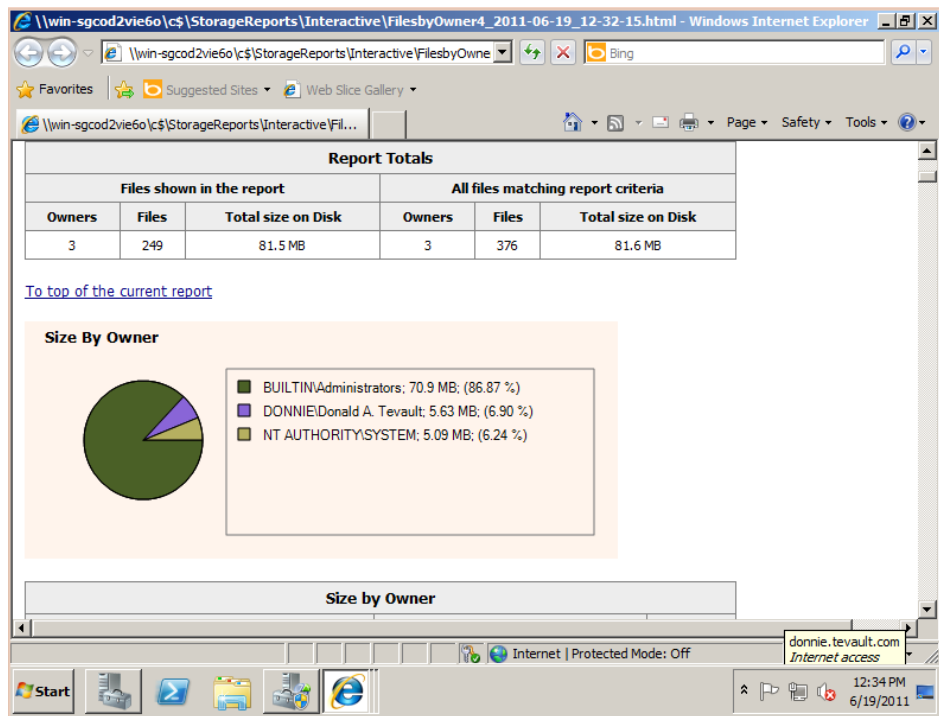 \\win-sgcod2vie6o\c$\StorageReports\Interactive\FilesbyOwner4_2011-06-19_12-32-15.html - Windows Internet Explorer
\\win-sgcod2vie6o\c$\StorageReports\Interactive\FilesbyOwne
Bing
Favorites Suggested Sites Web Slice Gallery
\\win-sgcod2vie6o\c$\StorageReports\Interactive\Fil... Page Safety Tools
Report Totals
Files shown in the report All files matching report criteria
Owners Files Total size on Disk Owners Files Total size on Disk
3 249 81.5 MB 3 376 81.6 MB
To top of the current report
Size By Owner
BUILTIN\Administrators; 70.9 MB; (86.87 %)
DONNIE\Donald A. Tevault; 5.63 MB; (6.90 %)
NT AUTHORITY\SYSTEM; 5.09 MB; (6.24 %)
Size by Owner
donnie.tevault.com
Internet access
Internet | Protected Mode: Off
Start
12:34 PM
6/19/2011